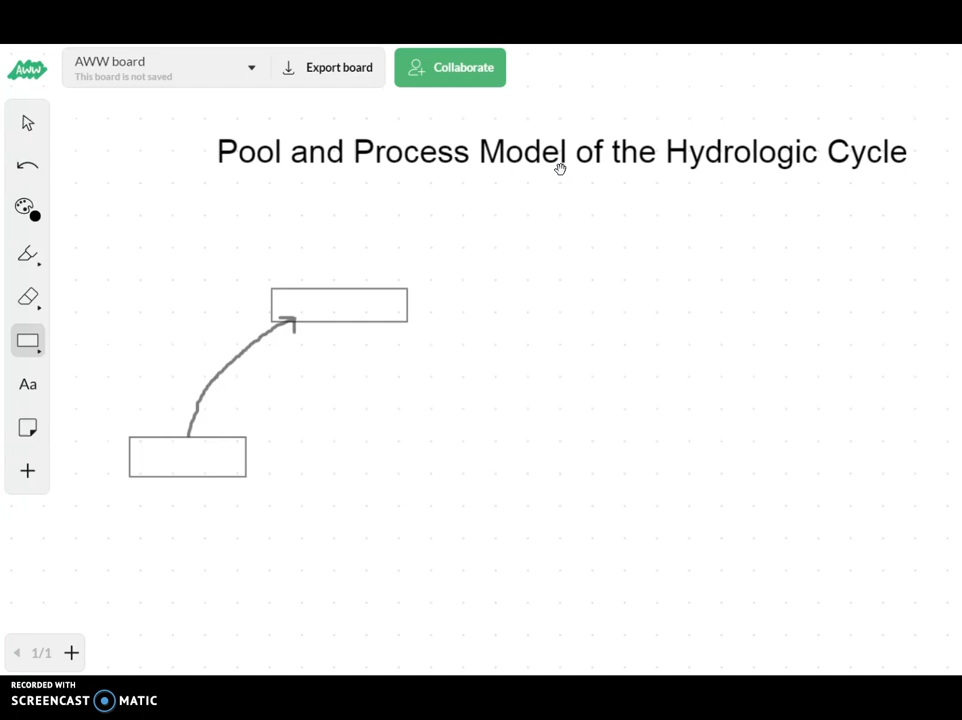 AWW
AWW board
This board is not saved
Export board
Collaborate
Pool and Process Model of the Hydrologic Cycle
Aa
1/1
RECORDED WITH
SCREENCAST MATIC